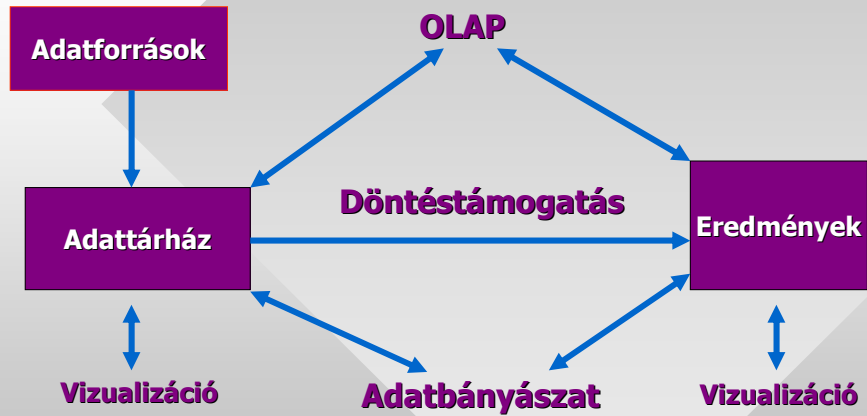 Adatforrások
OLAP
Döntéstámogatás
Adattárház
Eredmények
Vizualizáció
Adatbányászat
Vizualizáció